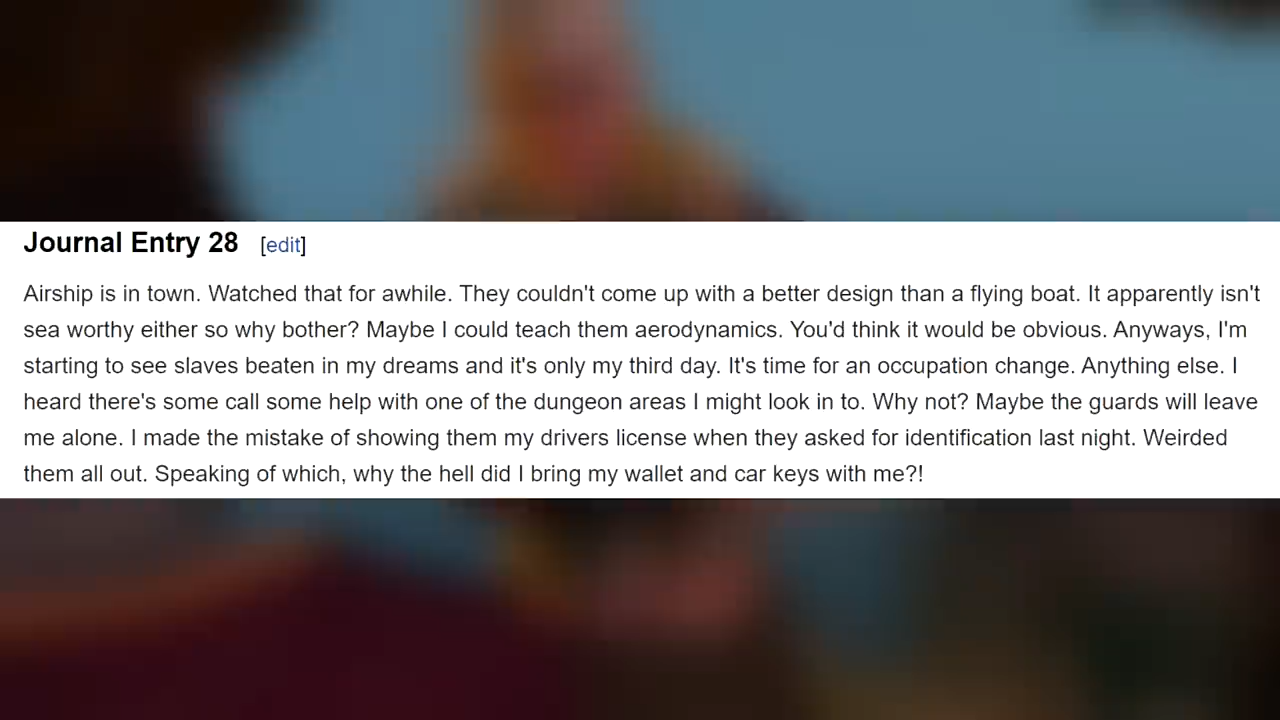 Journal Entry 28 [edit]
Airship is in town. Watched that for awhile. They couldn't come up with a better design than a flying boat. It apparently isn't
sea worthy either so why bother? Maybe I could teach them aerodynamics. You'd think it would be obvious. Anyways, I'm
starting to see slaves beaten in my dreams and it's only my third day. It's time for an occupation change. Anything else. I
heard there's some call some help with one of the dungeon areas I might look in to. Why not? Maybe the guards will leave
me alone. I made the mistake of showing them my drivers license when they asked for identification last night. Weirded
them all out. Speaking of which, why the hell did I bring my wallet and car keys with me?!